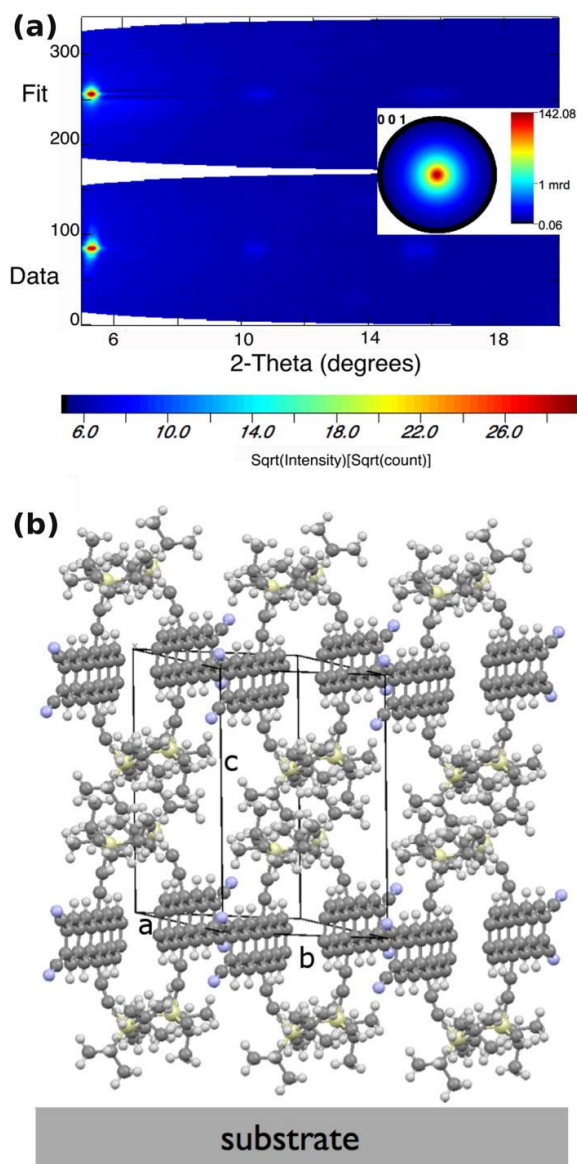 (a)
300
Fit
200
0 0 1
142.08
1 mrd
0.06
100
Data
0
6
10
14
18
2-Theta (degrees)
6.0 10.0 14.0 18.0 22.0 26.0
Sqrt(Intensity)[Sqrt(count)]
(b)
c
a
b
substrate